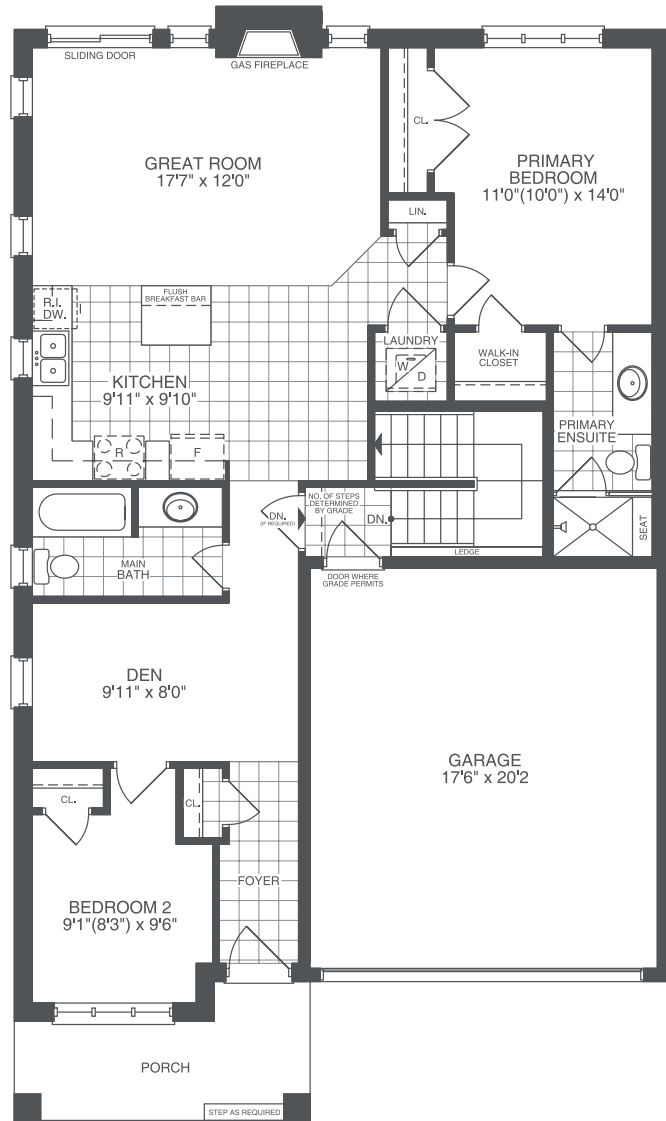 SLIDING DOOR
GAS FIREPLACE
GREAT ROOM
17'7" x 12'0"
CL.
PRIMARY
BEDROOM
11'0"(10'0") x 14'0"
LIN.
R.I.
DW.
FLUSH
BREAKFAST BAR
LAUNDRY
W
D
WALK-IN
CLOSET
KITCHEN
9'11" x 9'10"
PRIMARY
ENSUITE
R
F
NO. OF STEPS
DETERMINED
BY GRADE
DN.
(IF REQUIRED)
DN.
SEAT
LEDGE
MAIN
BATH
DOOR WHERE
GRADE PERMITS
DEN
9'11" x 8'0"
GARAGE
17'6" x 20'2
CL.
CL.
FOYER
BEDROOM 2
9'1"(8'3") x 9'6"
PORCH
STEP AS REQUIRED